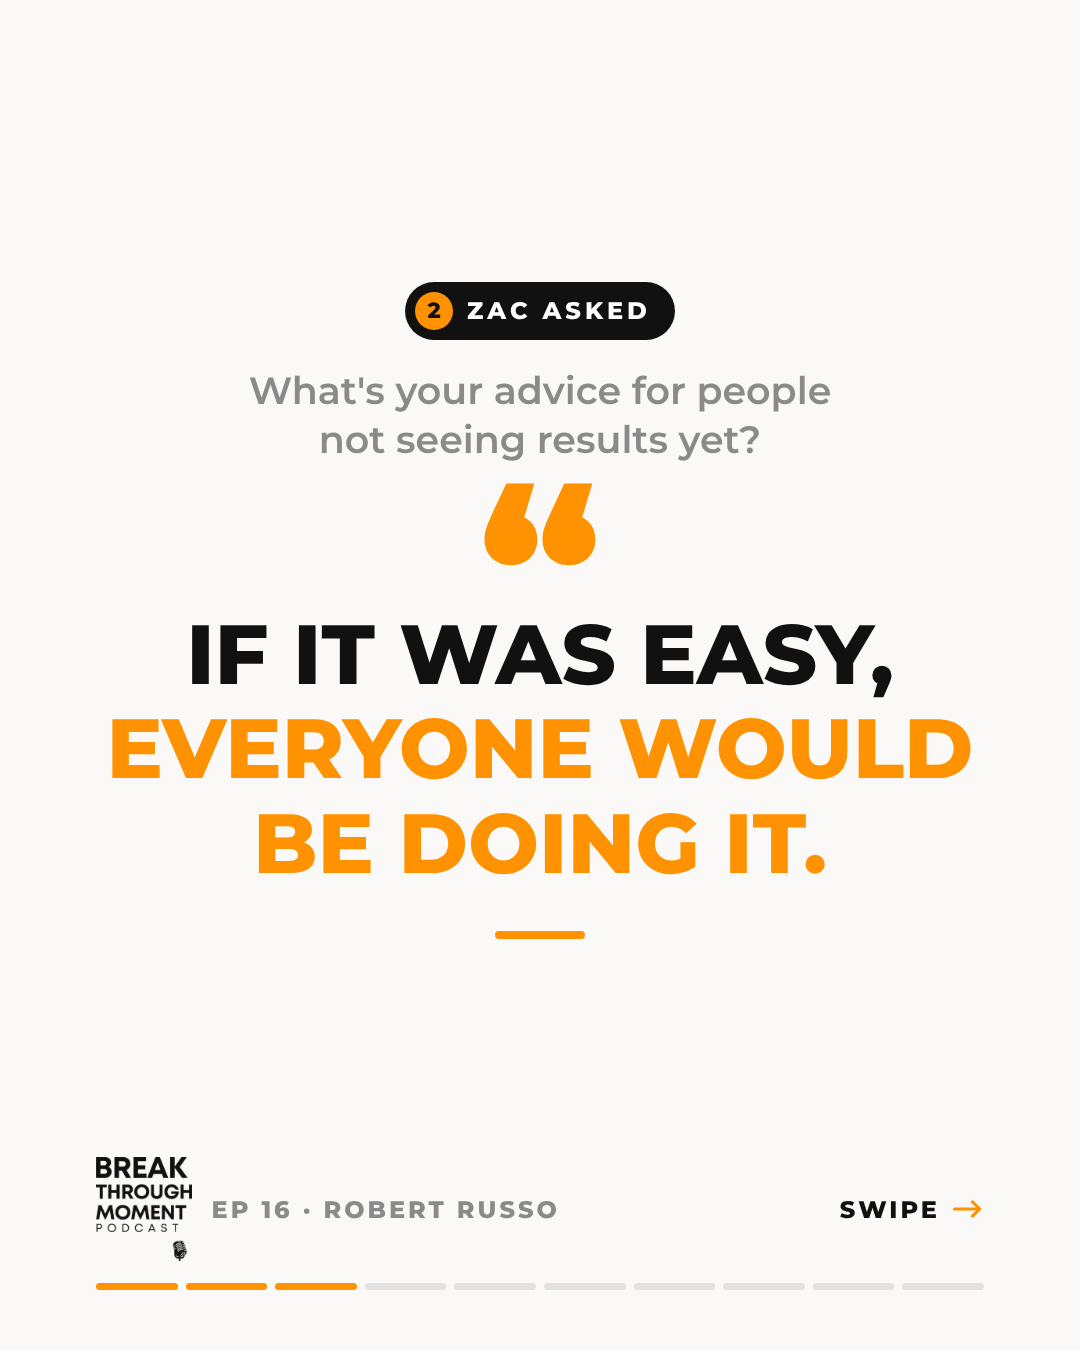 2 ZAC ASKED
What's your advice for people
not seeing results yet?
“
IF IT WAS EASY,
EVERYONE WOULD
BE DOING IT.
BREAK
THROUGH
MOMENT
PODCAST
EP 16 · ROBERT RUSSO
SWIPE →